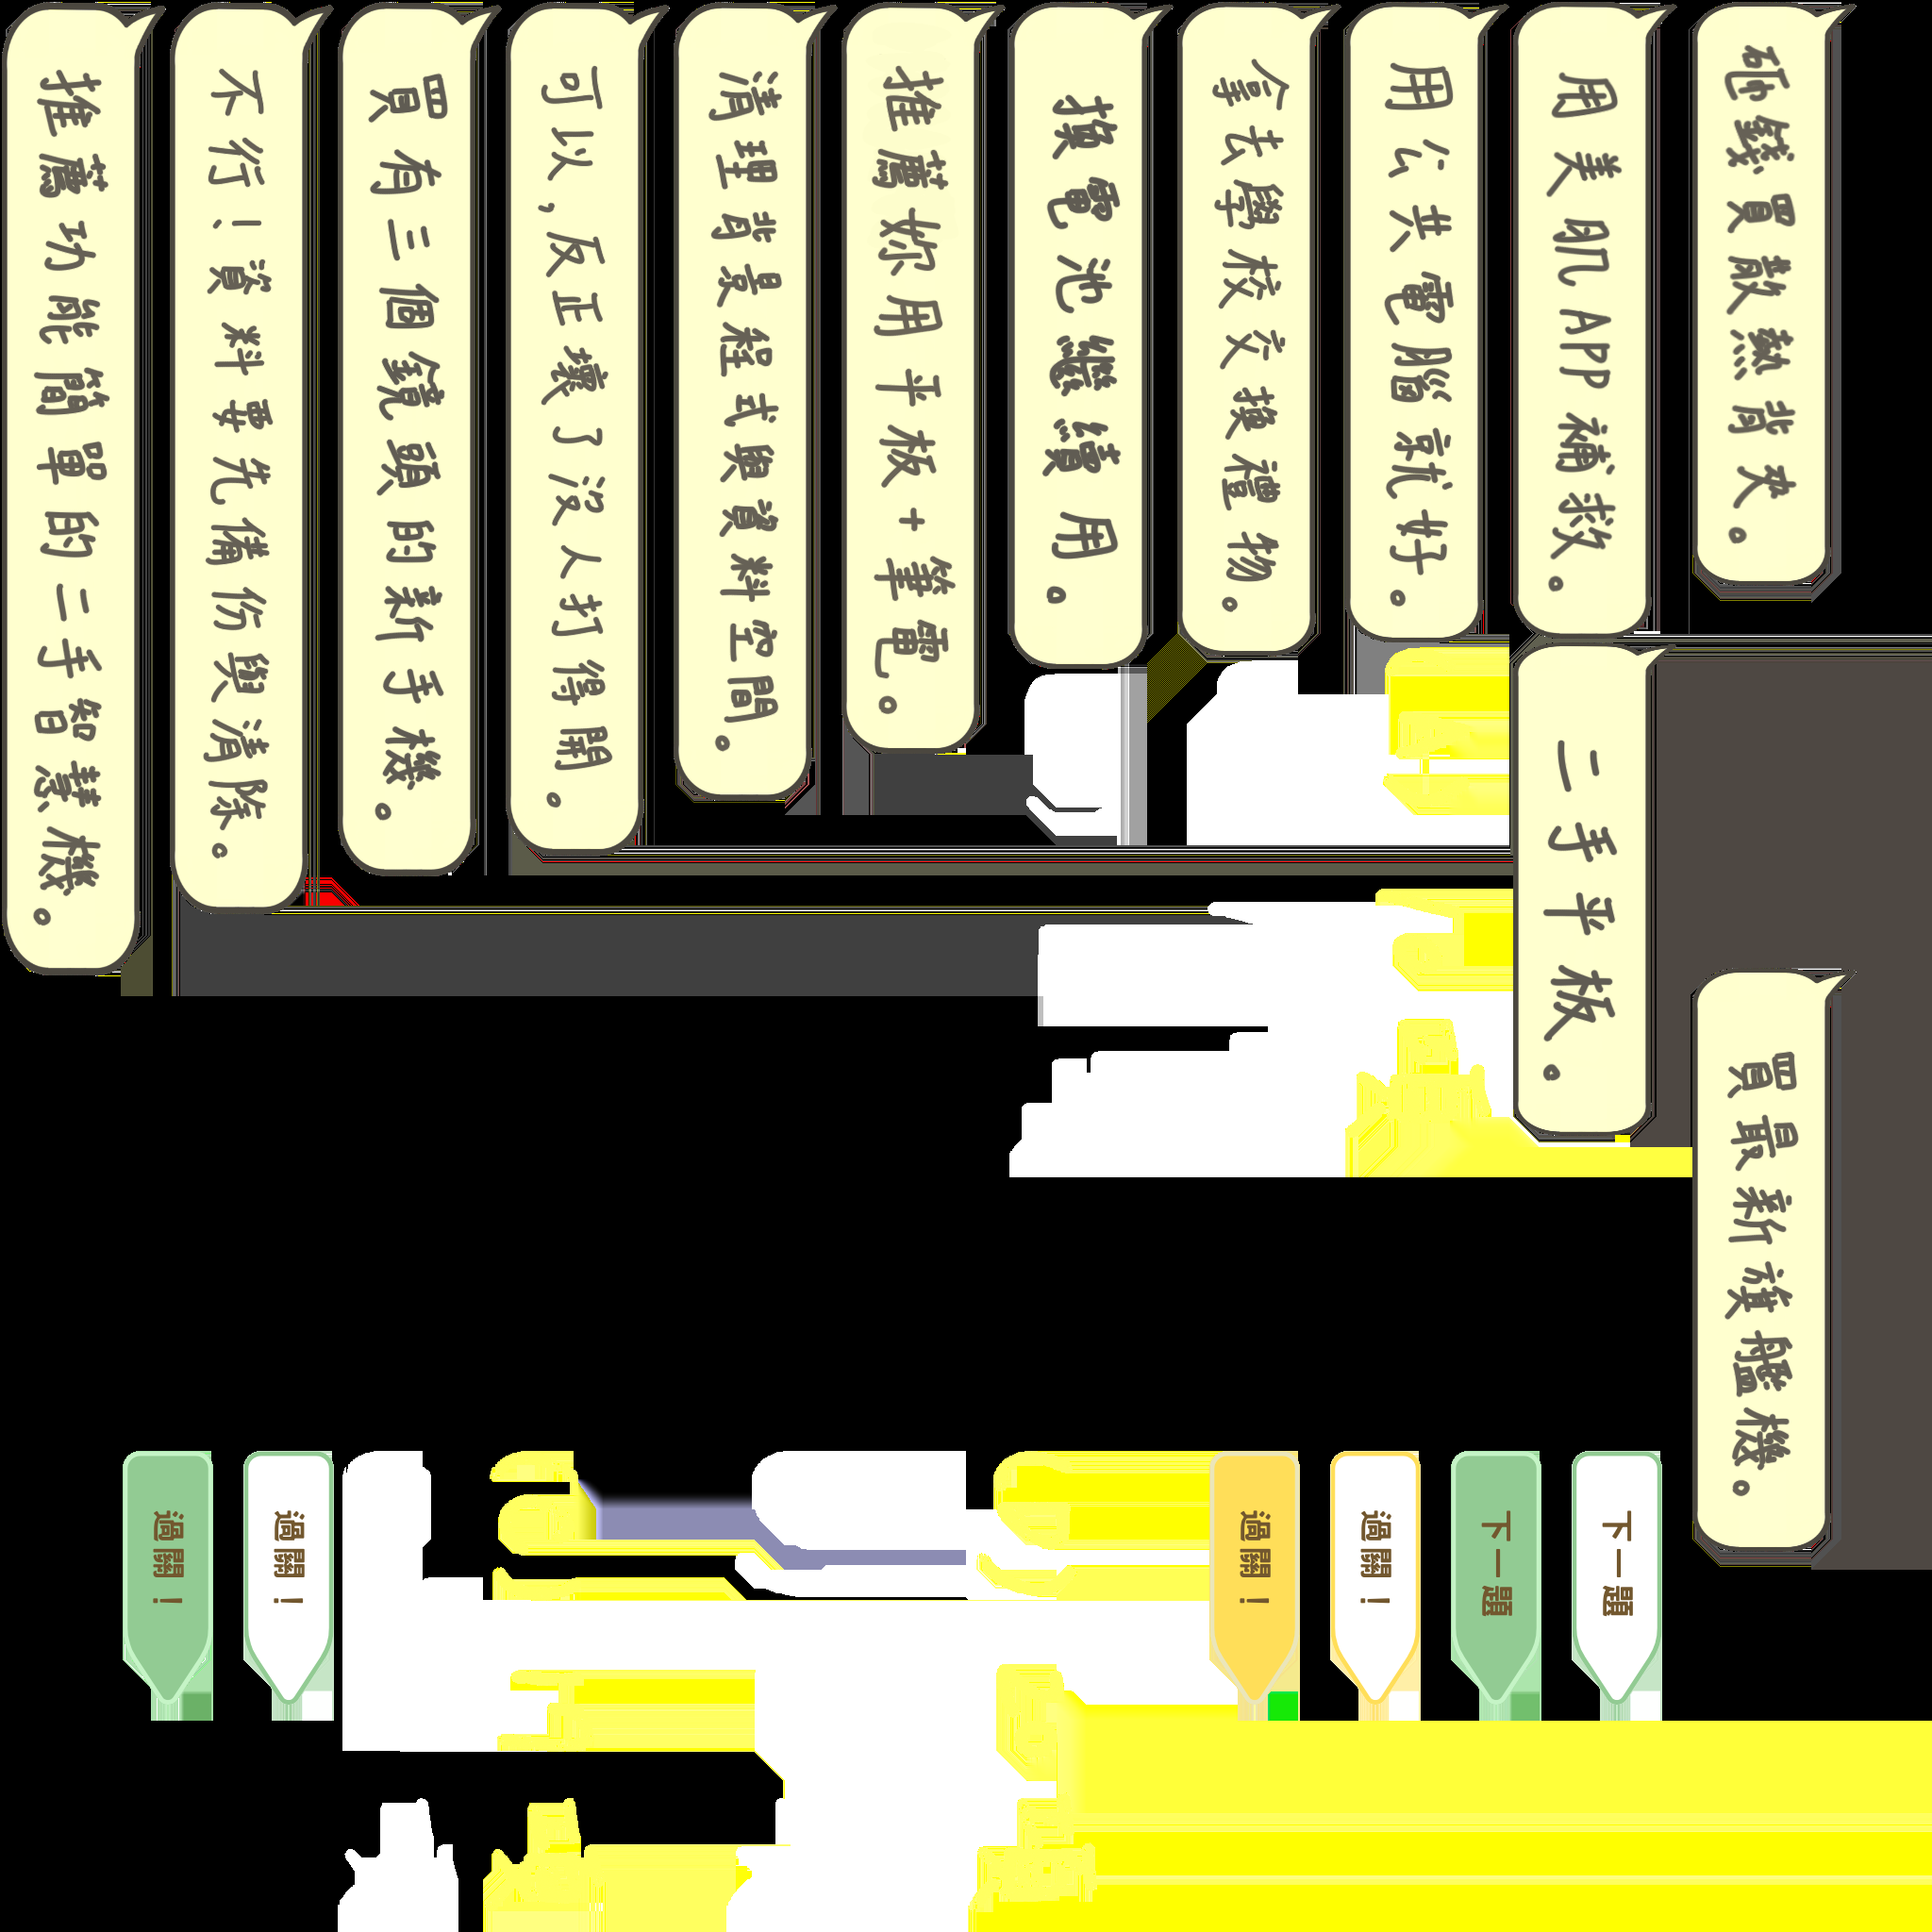 推薦功能簡單的二手智慧機。
不行！資料要先備份與清除。
買有三個鏡頭的新手機。
可以,反正壞了沒人打得開。
清理背景程式與資料空間。
推薦妳用平板+筆電。
換電池繼續用。
拿去學校交換禮物。
用公共電腦就好。
用美肌APP補救。
砸錢買散熱背夾。
二手平板。
買最新旗艦機。
過關！
過關！
過關！
過關！
下一題
下一題